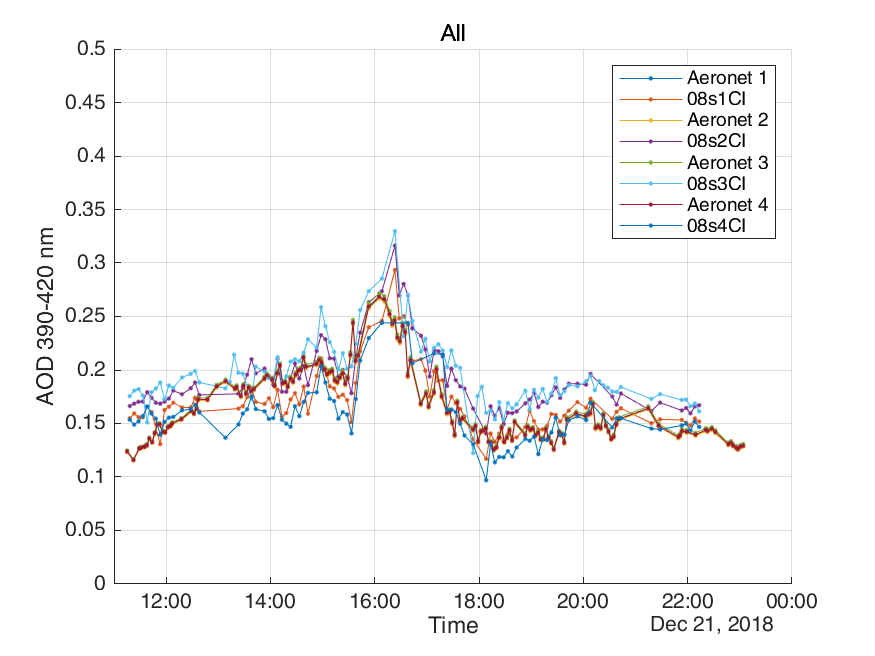 All
0.5
0.45
0.4
0.35
0.3
0.25
0.2
0.15
0.1
0.05
0
AOD 390-420 nm
Aeronet 1
08s1CI
Aeronet 2
08s2CI
Aeronet 3
08s3CI
Aeronet 4
08s4CI
12:00 14:00 16:00 18:00 20:00 22:00 00:00
Time
Dec 21, 2018